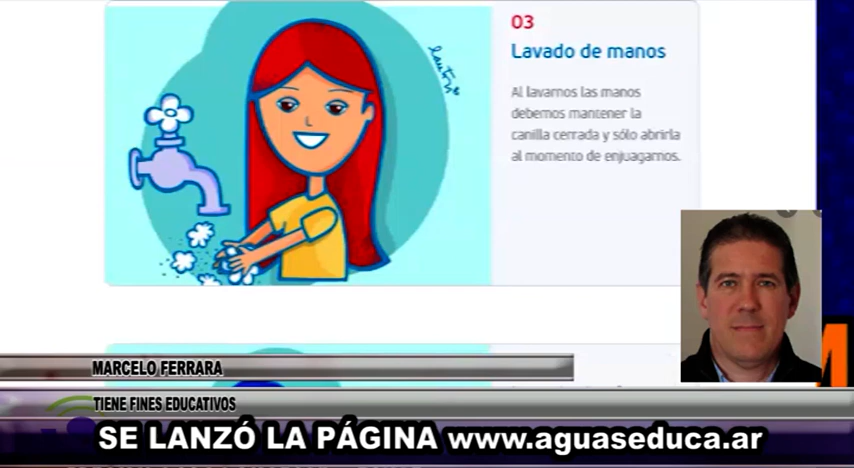 03
Lavado de manos
Al lavarnos las manos
debemos mantener la
canilla cerrada y sólo abrirla
al momento de enjuagarnos.
MARCELO FERRARA
TIENE FINES EDUCATIVOS
SE LANZÓ LA PÁGINA www.aguaseduca.ar